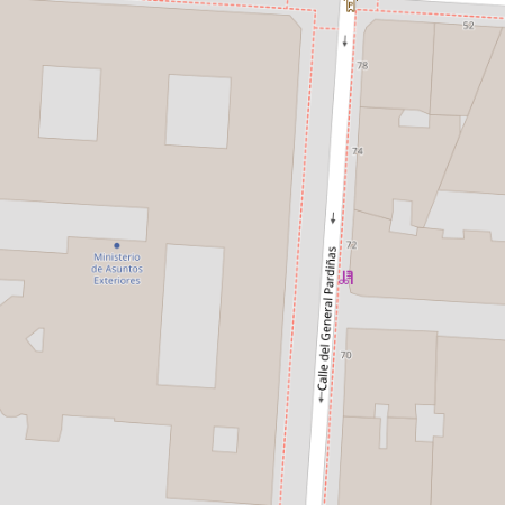 P
52
78
74
Ministerio
de Asuntos
Exteriores
72
Calle del General Pardiñas
70